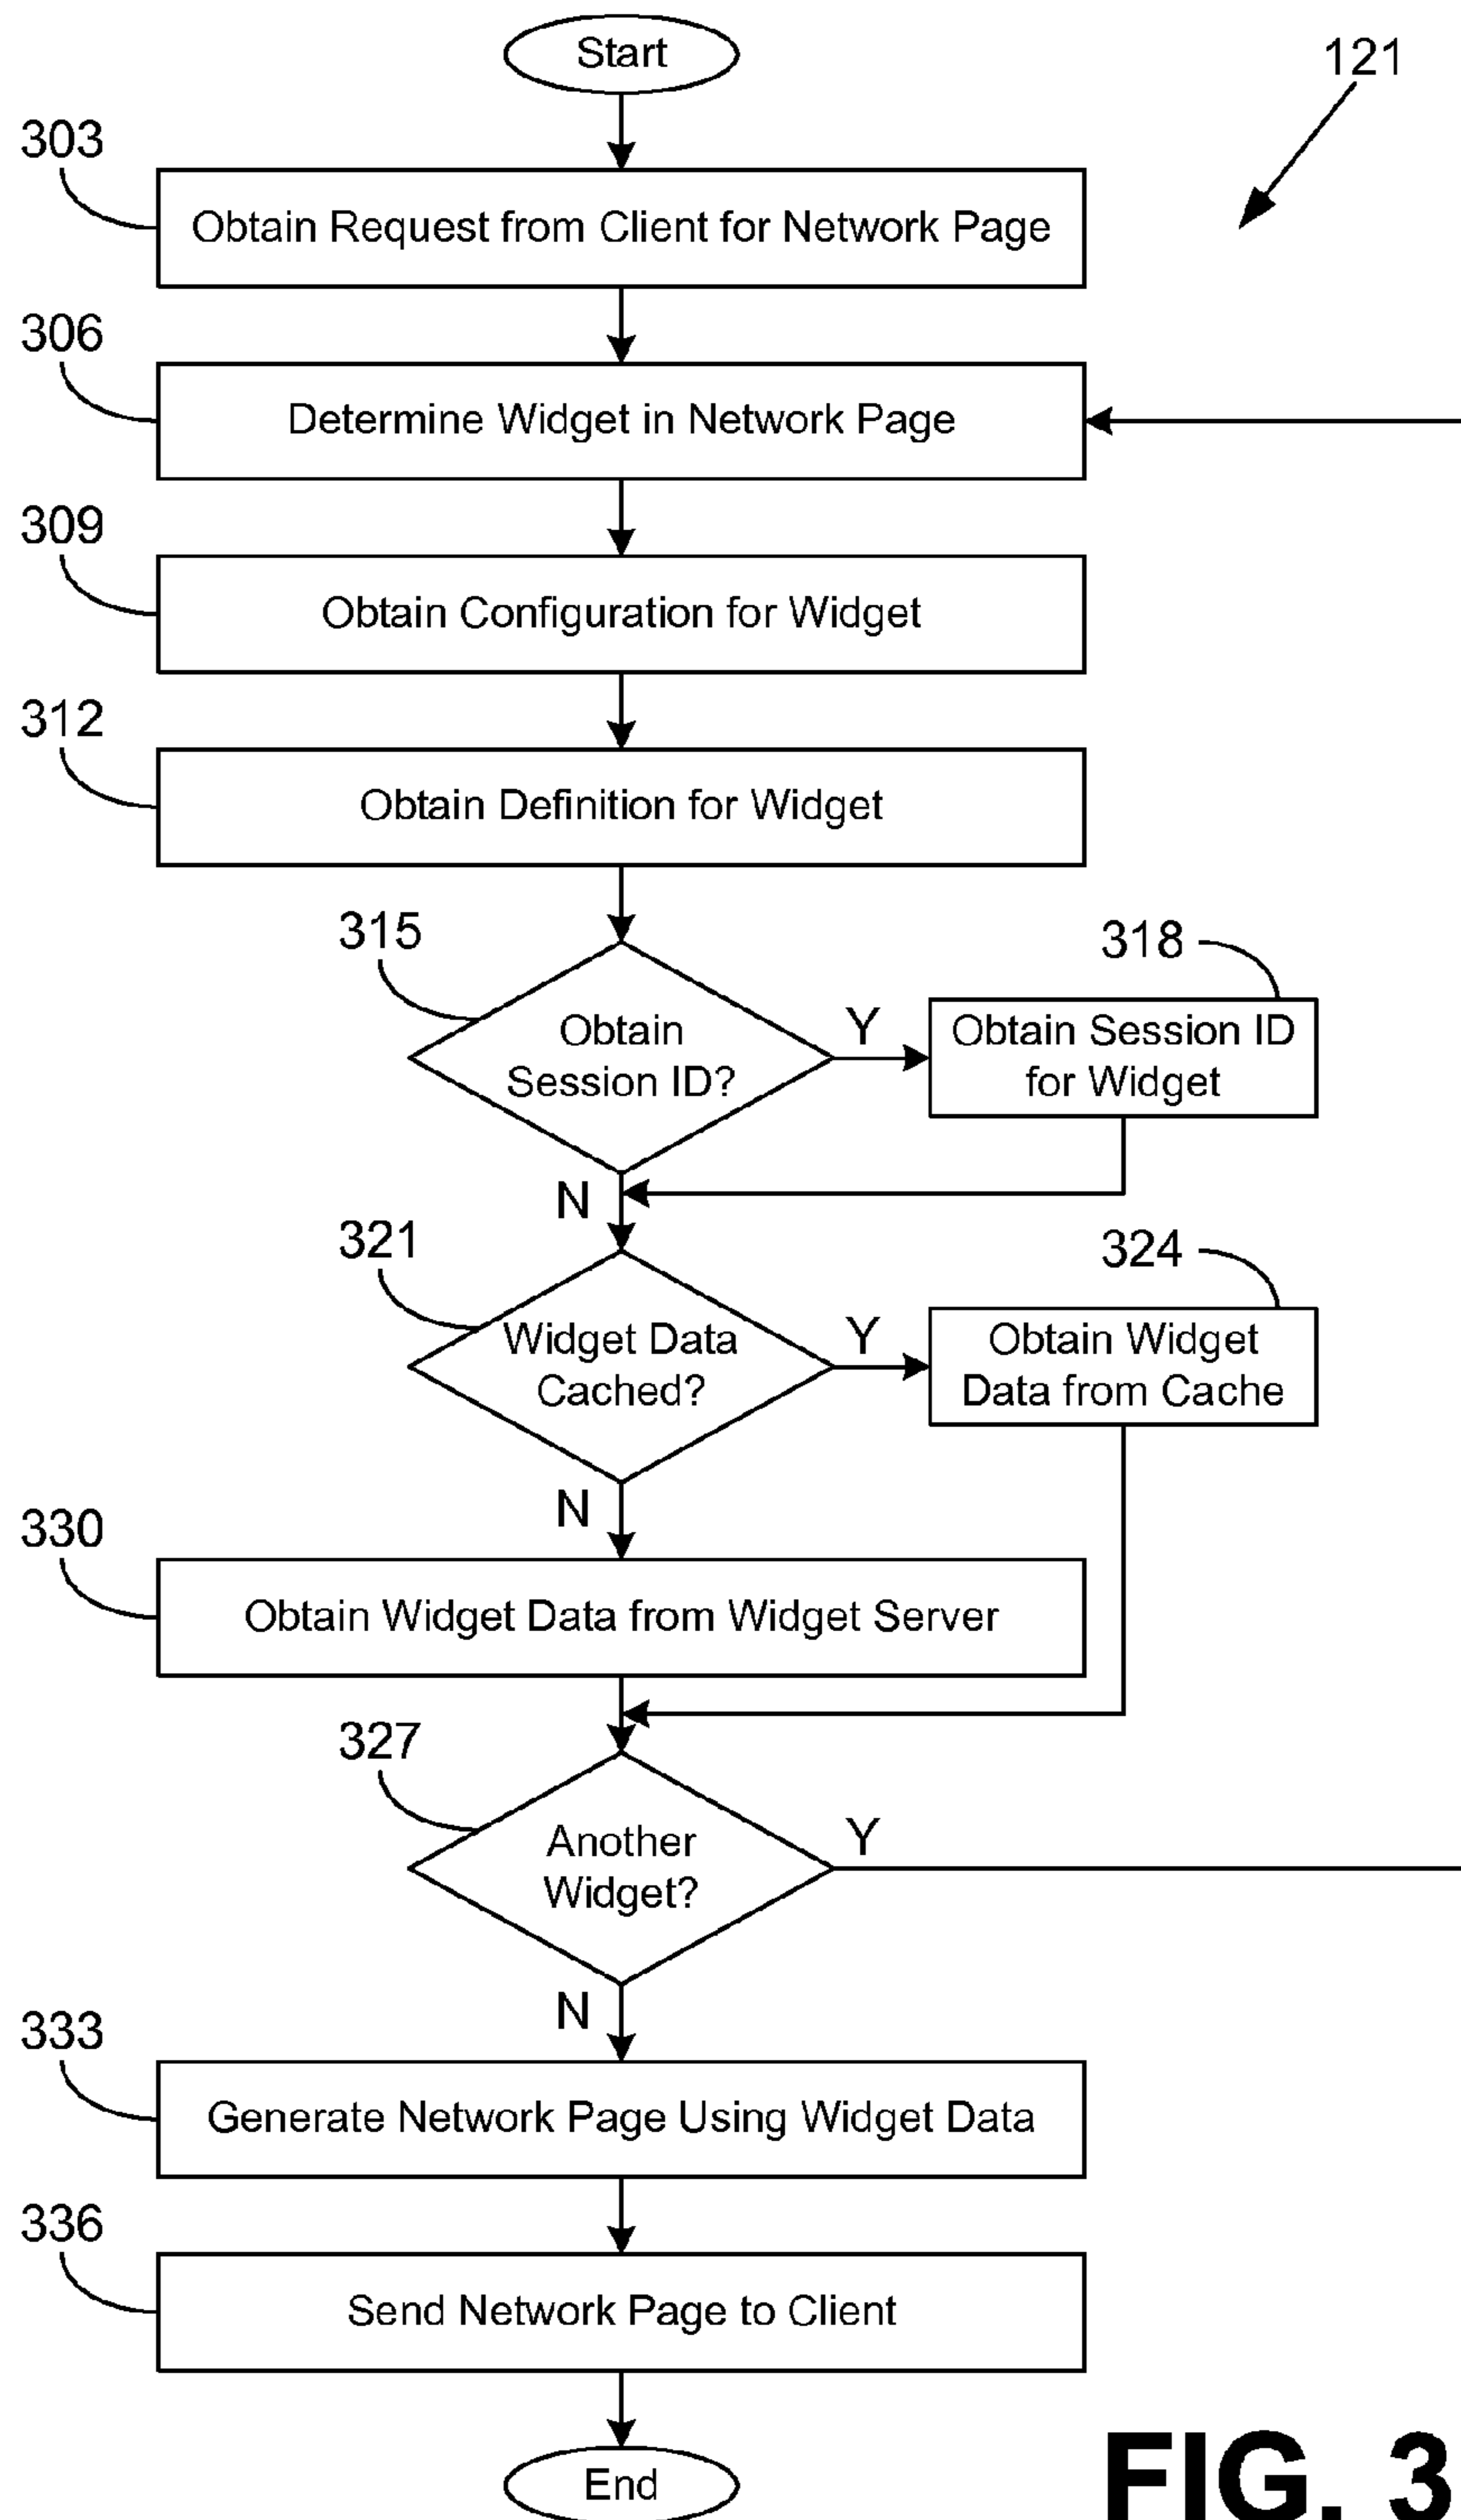 Start
121
303
Obtain Request from Client for Network Page
306
Determine Widget in Network Page
309
Obtain Configuration for Widget
312
Obtain Definition for Widget
315
318
Obtain
Session ID?
Y
Obtain Session ID
for Widget
N
321
324
Widget Data
Cached?
Y
Obtain Widget
Data from Cache
N
330
Obtain Widget Data from Widget Server
327
Another
Widget?
Y
N
333
Generate Network Page Using Widget Data
336
Send Network Page to Client
End
FIG. 3